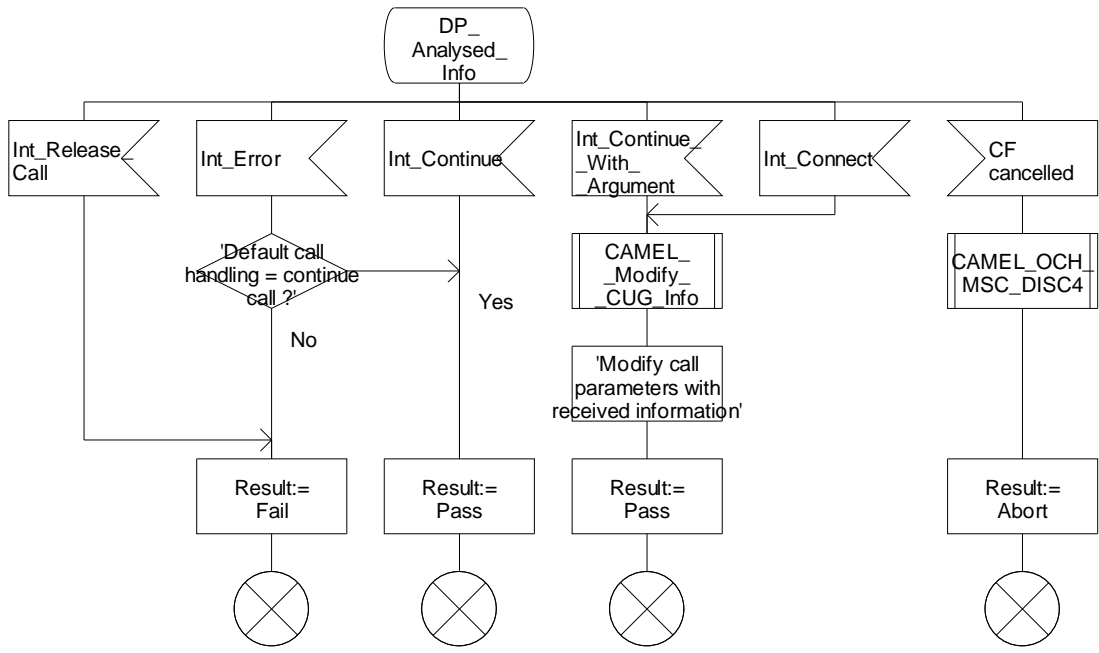 DP_
Analysed_
Info
Int_Release_
Call
Int_Error
Int_Continue
Int_Continue_
_With_
_Argument
Int_Connect
CF
cancelled
'Default call
handling = continue
call ?'
Yes
No
CAMEL_
_Modify_
_CUG_Info
CAMEL_OCH_
MSC_DISC4
'Modify call
parameters with
received information'
Result:=
Fail
Result:=
Pass
Result:=
Pass
Result:=
Abort